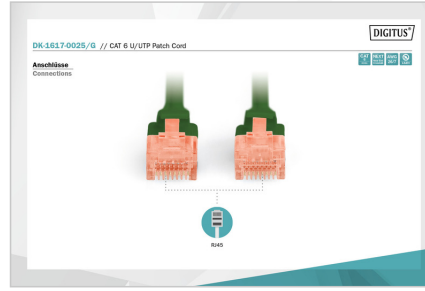 DIGITUS®
DK-1617-0025/G // CAT 6 U/UTP Patch Cord
Anschlüsse
Connections
RJ45